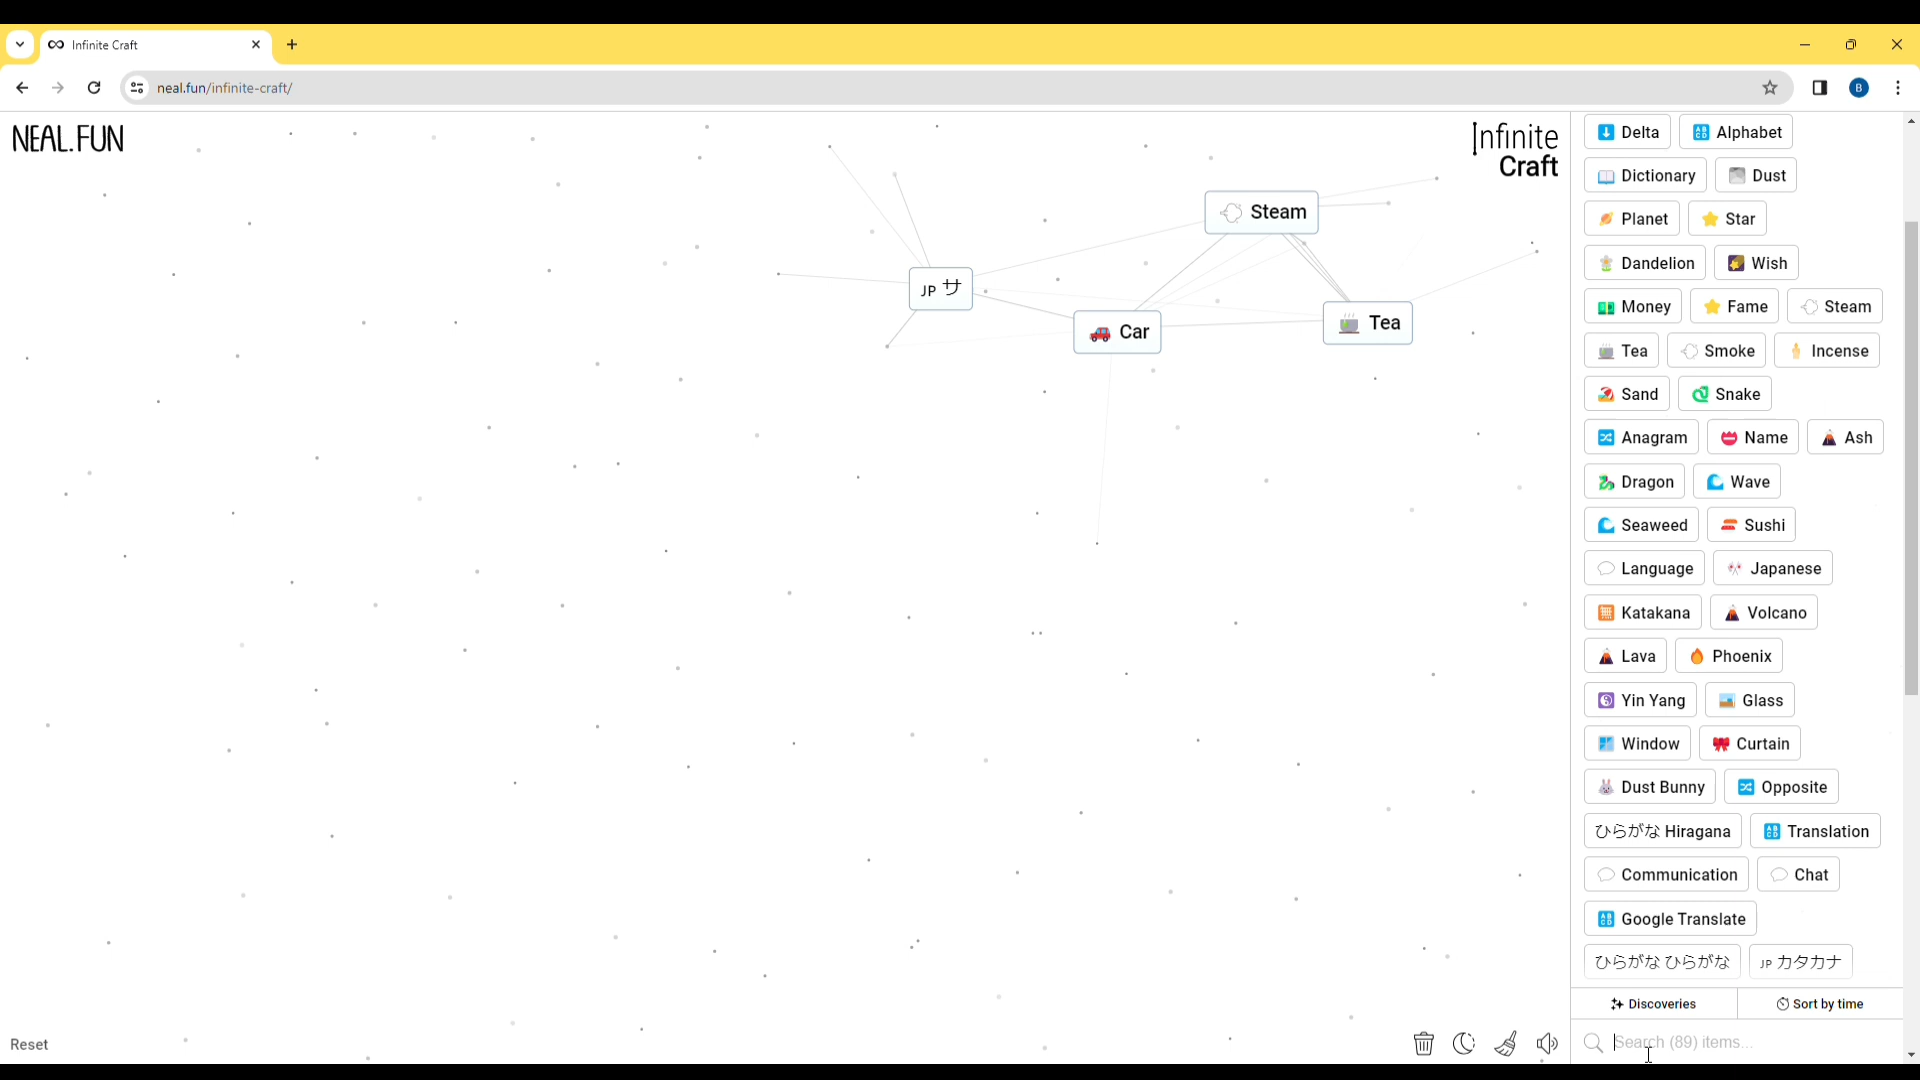 Infinite Craft
neal.fun/infinite-craft/
B
NEAL.FUN
Infinite
Craft
Steam
JP サ
Car
Tea
Delta
Alphabet
Dictionary
Dust
Planet
Star
Dandelion
Wish
Money
Fame
Steam
Tea
Smoke
Incense
Sand
Snake
Anagram
Name
Ash
Dragon
Wave
Seaweed
Sushi
Language
Japanese
Katakana
Volcano
Lava
Phoenix
Yin Yang
Glass
Window
Curtain
Dust Bunny
Opposite
ひらがな Hiragana
Translation
Communication
Chat
Google Translate
ひらがな ひらがな
JP カタカナ
Discoveries
Sort by time
Search (89) items...
Reset